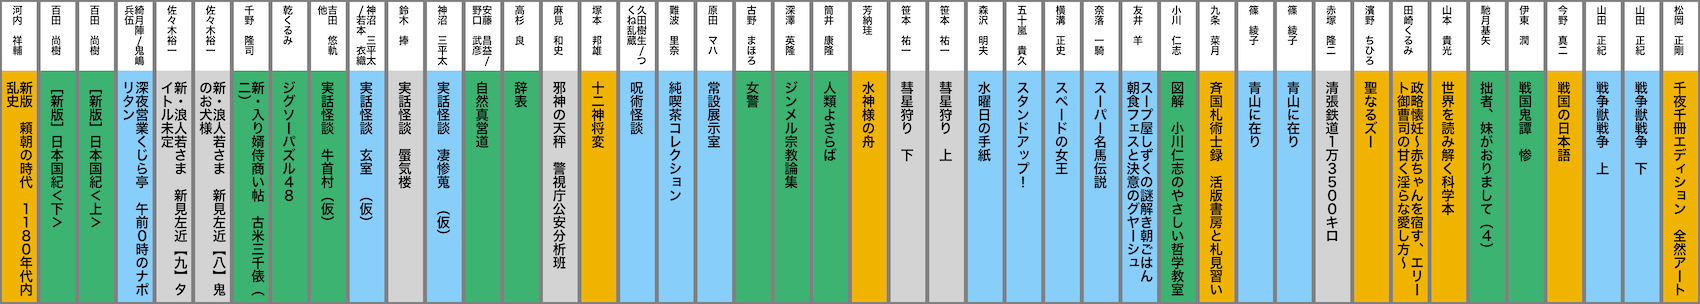 松岡 正剛
千夜千冊エディション 全然アート
山田 正紀
戦争獣戦争 下
山田 正紀
戦争獣戦争 上
今野 真二
戦国の日本語
伊東 潤
戦国鬼譚 惨
馳月基矢
拙者、妹がおりまして（４）
山本 貴光
世界を読み解く科学本
田崎くるみ
政略懐妊～赤ちゃんを宿す、エリー
ト御曹司の甘く淫らな愛し方～
濱野 ちひろ
聖なるズー
赤塚 隆二
清張鉄道１万３５００キロ
篠 綾子
青山に在り
篠 綾子
青山に在り
九条 菜月
斉国札術士録 活版書房と札見習い
小川 仁志
図解 小川仁志のやさしい哲学教室
友井 羊
スープ屋しずくの謎解き朝ごはん
朝食フェスと決意のグヤーシュ
奈落 一騎
スーパー名馬伝説
横溝 正史
スペードの女王
五十嵐 貴久
スタンドアップ！
森沢 明夫
水曜日の手紙
笹本 祐一
彗星狩り 上
笹本 祐一
彗星狩り 下
芳納珪
水神様の舟
筒井 康隆
人類よさらば
深澤 英隆
ジンメル宗教論集
古野 まほろ
女警
原田 マハ
常設展示室
難波 里奈
純喫茶コレクション
久田樹生/つ
くね乱蔵
呪術怪談
塚本 邦雄
十二神将変
麻見 和史
邪神の天秤 警視庁公安分析班
高杉 良
辞表
安藤 昌益/
野口 武彦
自然真営道
神沼 三平太
実話怪談 凄惨蒐 （仮）
鈴木 捧
実話怪談 蜃気楼
神沼 三平太
/若本 衣織
実話怪談 玄室 （仮）
吉田 悠軌
他
実話怪談 牛首村（仮）
乾くるみ
ジグソーパズル４８
千野 隆司
新・入り婿侍商い帖 古米三千俵（
二）
佐々木裕一
新・浪人若さま 新見左近【八】鬼
のお犬様
佐々木裕一
新・浪人若さま 新見左近【九】タ
イトル未定
綺月陣/鬼嶋
兵伍
深夜営業くじら亭 午前０時のナポ
リタン
百田 尚樹
［新版］日本国紀＜上＞
百田 尚樹
［新版］日本国紀＜下＞
河内 祥輔
新版 頼朝の時代 １１８０年代内
乱史